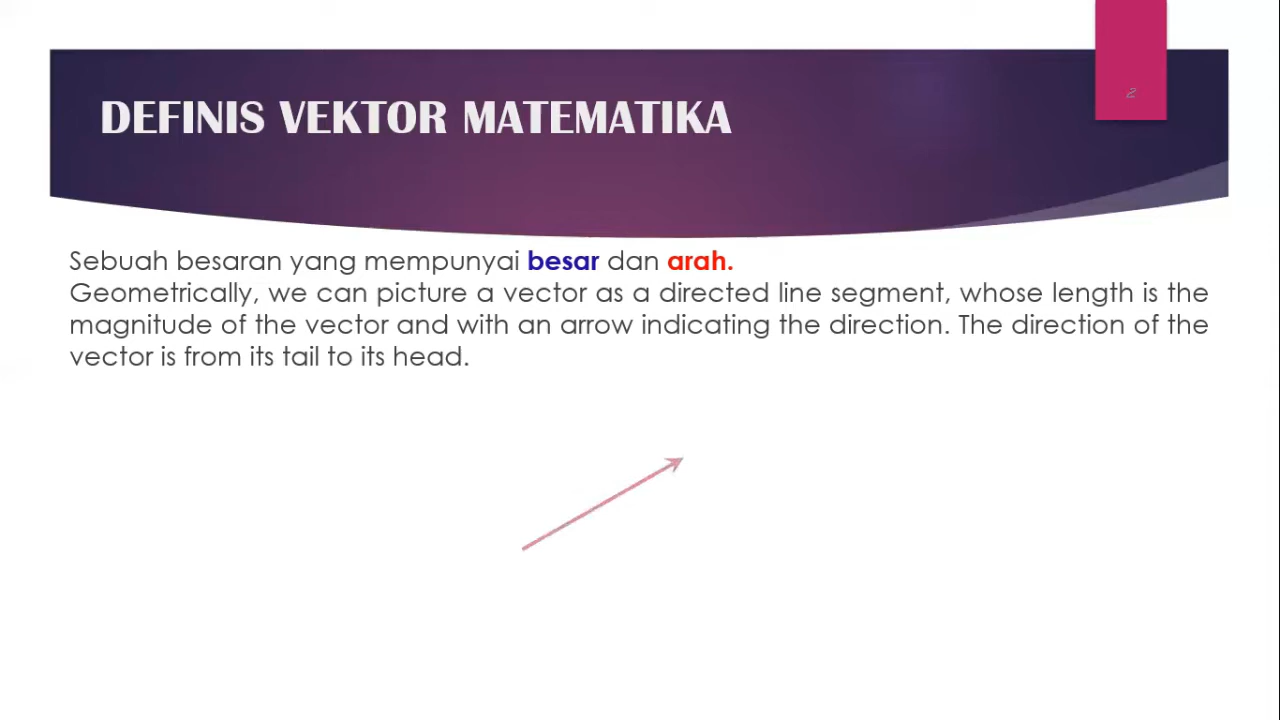 2
DEFINIS VEKTOR MATEMATIKA
Sebuah besaran yang mempunyai besar dan arah.
Geometrically, we can picture a vector as a directed line segment, whose length is the
magnitude of the vector and with an arrow indicating the direction. The direction of the
vector is from its tail to its head.